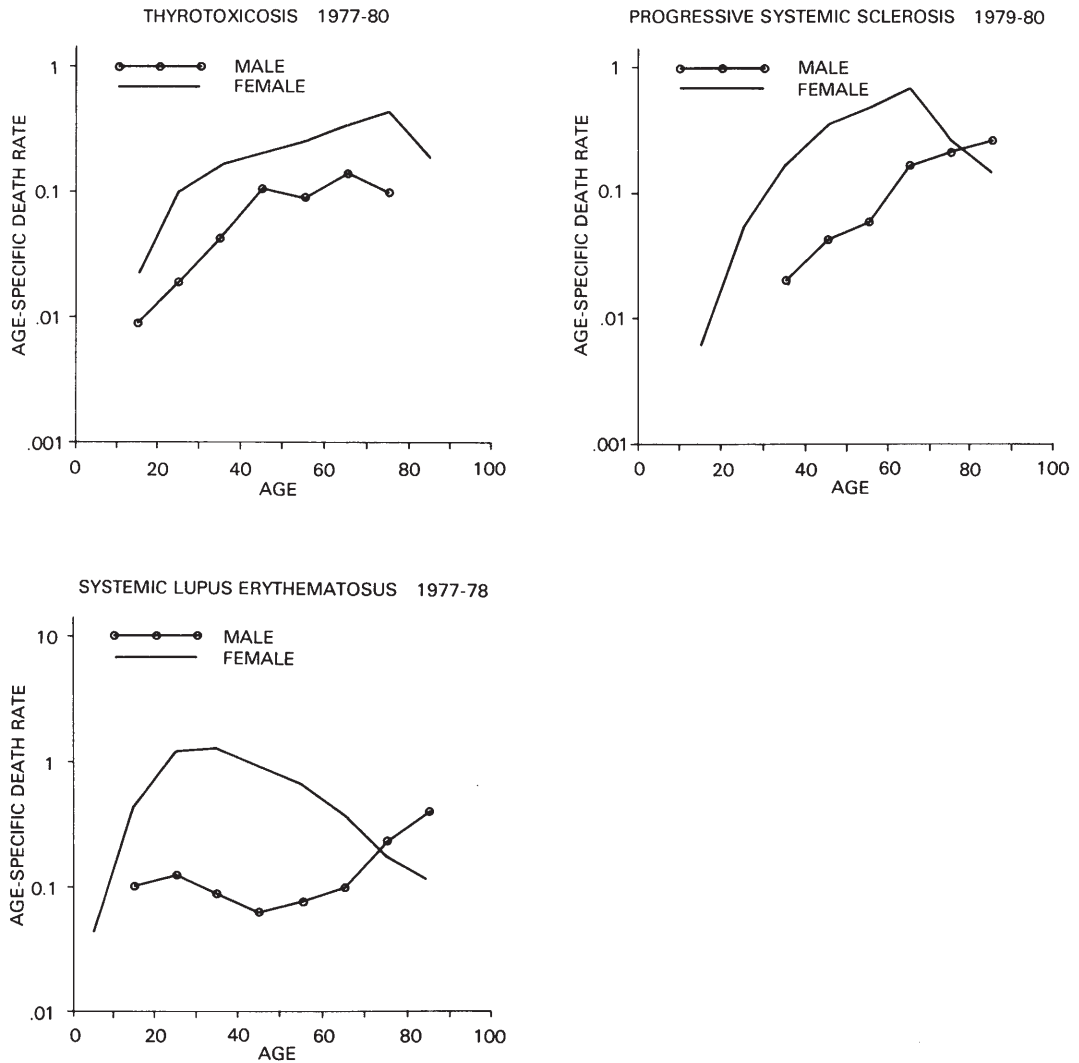 THYROTOXICOSIS 1977-80
MALE
FEMALE
AGE-SPECIFIC DEATH RATE
1
0.1
.01
.001
0 20 40 60 80 100
AGE
PROGRESSIVE SYSTEMIC SCLEROSIS 1979-80
MALE
FEMALE
AGE-SPECIFIC DEATH RATE
1
0.1
.01
.001
0 20 40 60 80 100
AGE
SYSTEMIC LUPUS ERYTHEMATOSUS 1977-78
MALE
FEMALE
AGE-SPECIFIC DEATH RATE
10
1
0.1
.01
0 20 40 60 80 100
AGE